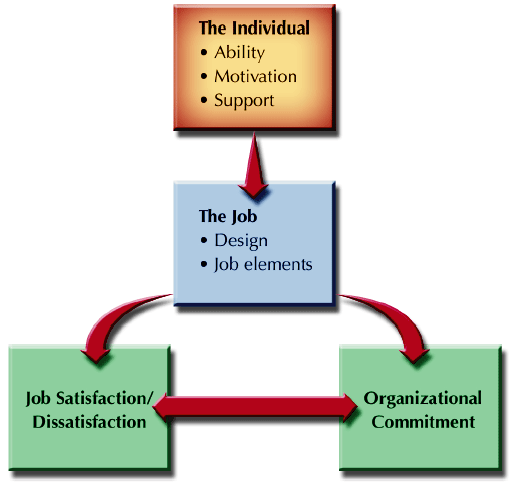 The Individual
• Ability
• Motivation
• Support
The Job
• Design
• Job elements
Job Satisfaction/
Dissatisfaction
Organizational
Commitment